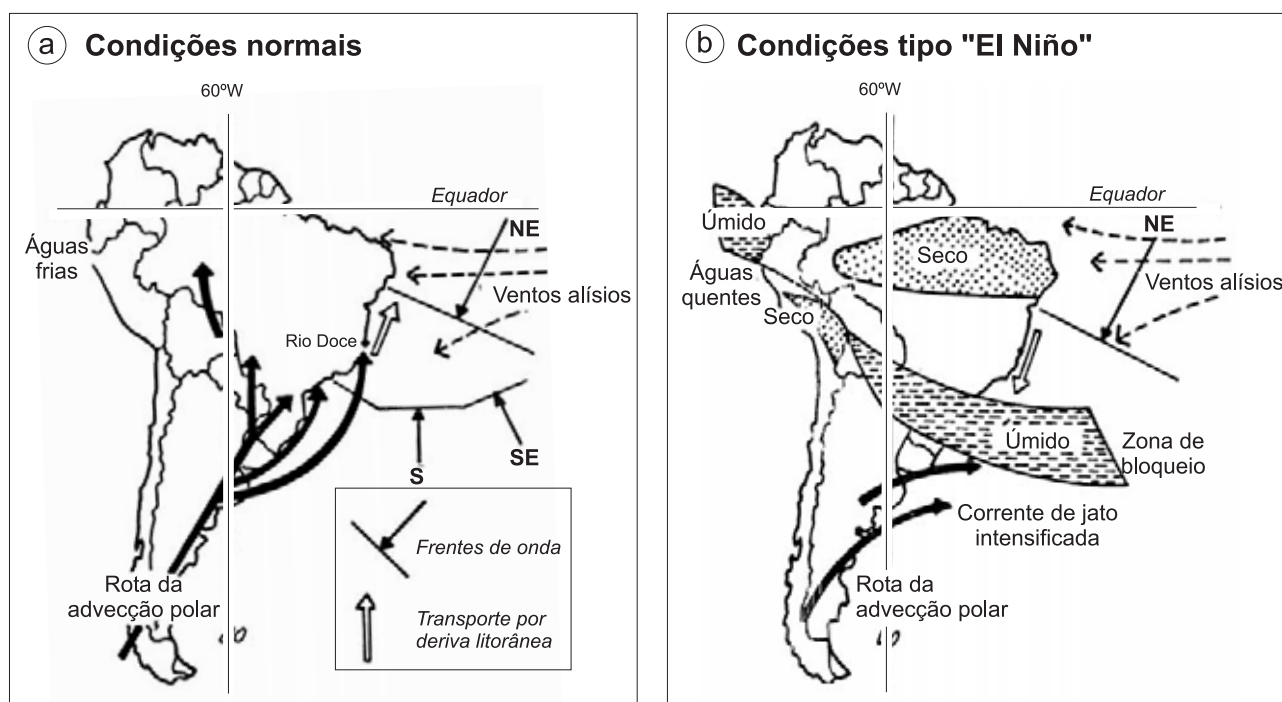 a Condições normais
60ºW
Equador
NE
Águas
frias
Ventos alísios
Rio Doce
SE
S
Frentes de onda
Rota da
advecção polar
Transporte por
deriva litorânea
b Condições tipo "El Niño"
60ºW
Equador
Úmido
NE
Seco
Águas
quentes
Ventos alísios
Seco
Úmido
Zona de
bloqueio
Corrente de jato
intensificada
Rota da
advecção polar